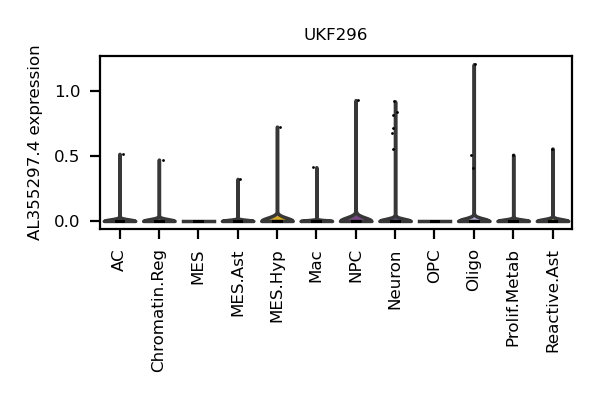 UKF296
AL355297.4 expression
1.0
0.5
0.0
AC
Chromatin.Reg
MES
MES.Ast
MES.Hyp
Mac
NPC
Neuron
OPC
Oligo
Prolif.Metab
Reactive.Ast